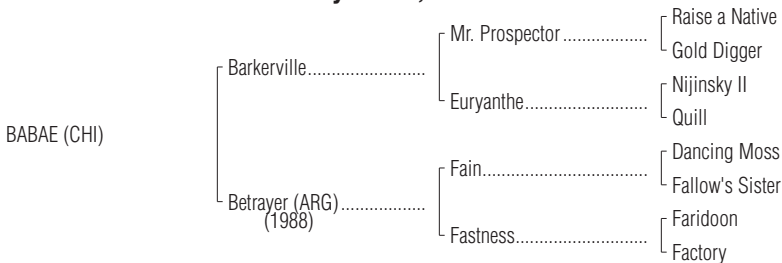 Raise a Native
Mr. Prospector
Gold Digger
Barkerville
Nijinsky II
Euryanthe
Quill
BABAE (CHI)
Dancing Moss
Fain
Fallow's Sister
Betrayer (ARG)
(1988)
Faridoon
Fastness
Factory